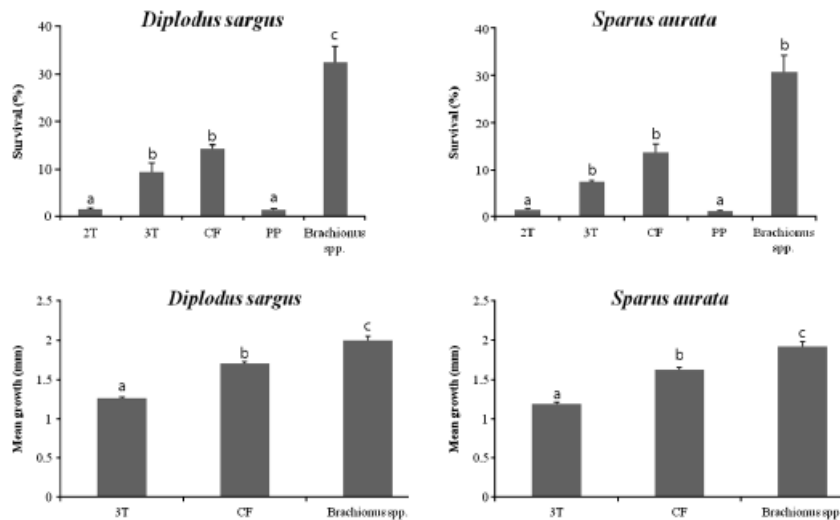 Diplodus sargus
Survival (%)
40
30
20
10
0
a
b
b
a
c
2T 3T CF PP Brachionus
spp.
Sparus aurata
Survival (%)
40
30
20
10
0
a
b
b
a
b
2T 3T CF PP Brachionus
spp.
Diplodus sargus
Mean growth (mm)
2.5
2
1.5
1
0.5
0
a
b
c
3T CF Brachionus spp.
Sparus aurata
Mean growth (mm)
2.5
2
1.5
1
0.5
0
a
b
c
3T CF Brachionus spp